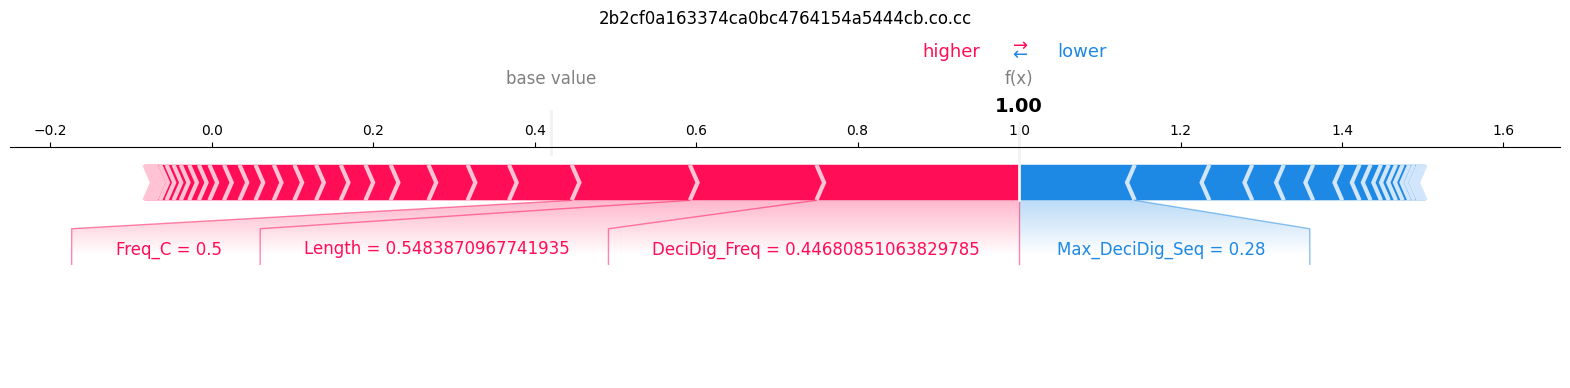 2b2cf0a163374ca0bc4764154a5444cb.co.cc
higher ⇄ lower
base value f(x)
1.00
−0.2 0.0 0.2 0.4 0.6 0.8 1.0 1.2 1.4 1.6
Freq_C = 0.5 Length = 0.5483870967741935 DeciDig_Freq = 0.44680851063829785 Max_DeciDig_Seq = 0.28